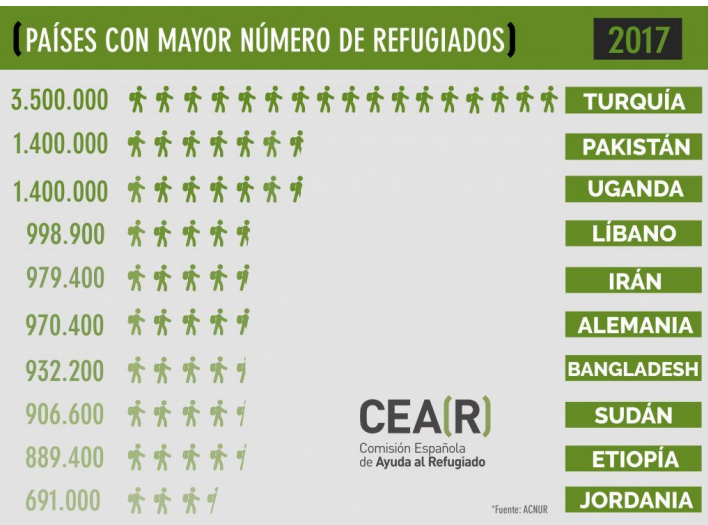 (PAÍSES CON MAYOR NÚMERO DE REFUGIADOS) 2017
3.500.000 TURQUÍA
1.400.000 PAKISTÁN
1.400.000 UGANDA
998.900 LÍBANO
979.400 IRÁN
970.400 ALEMANIA
932.200 BANGLADESH
906.600 SUDÁN
889.400 ETIOPÍA
691.000 JORDANIA
CEA(R)
Comisión Española
de Ayuda al Refugiado
*Fuente: ACNUR